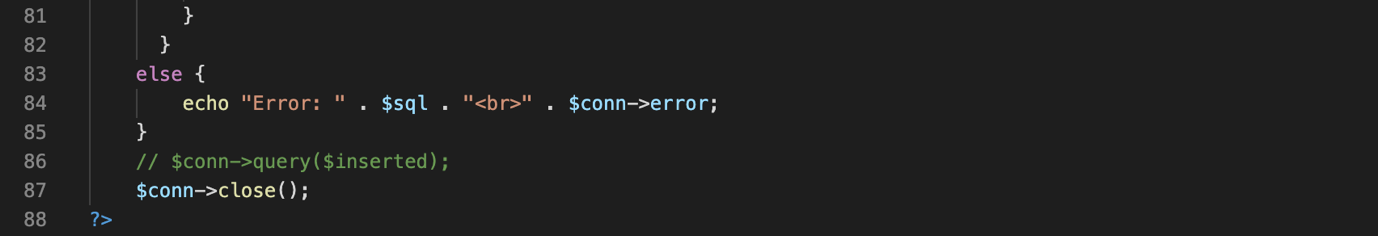 81 }
82 }
83 else {
84 echo "Error: " . $sql . "<br>" . $conn->error;
85 }
86 // $conn->query($inserted);
87 $conn->close();
88 ?>